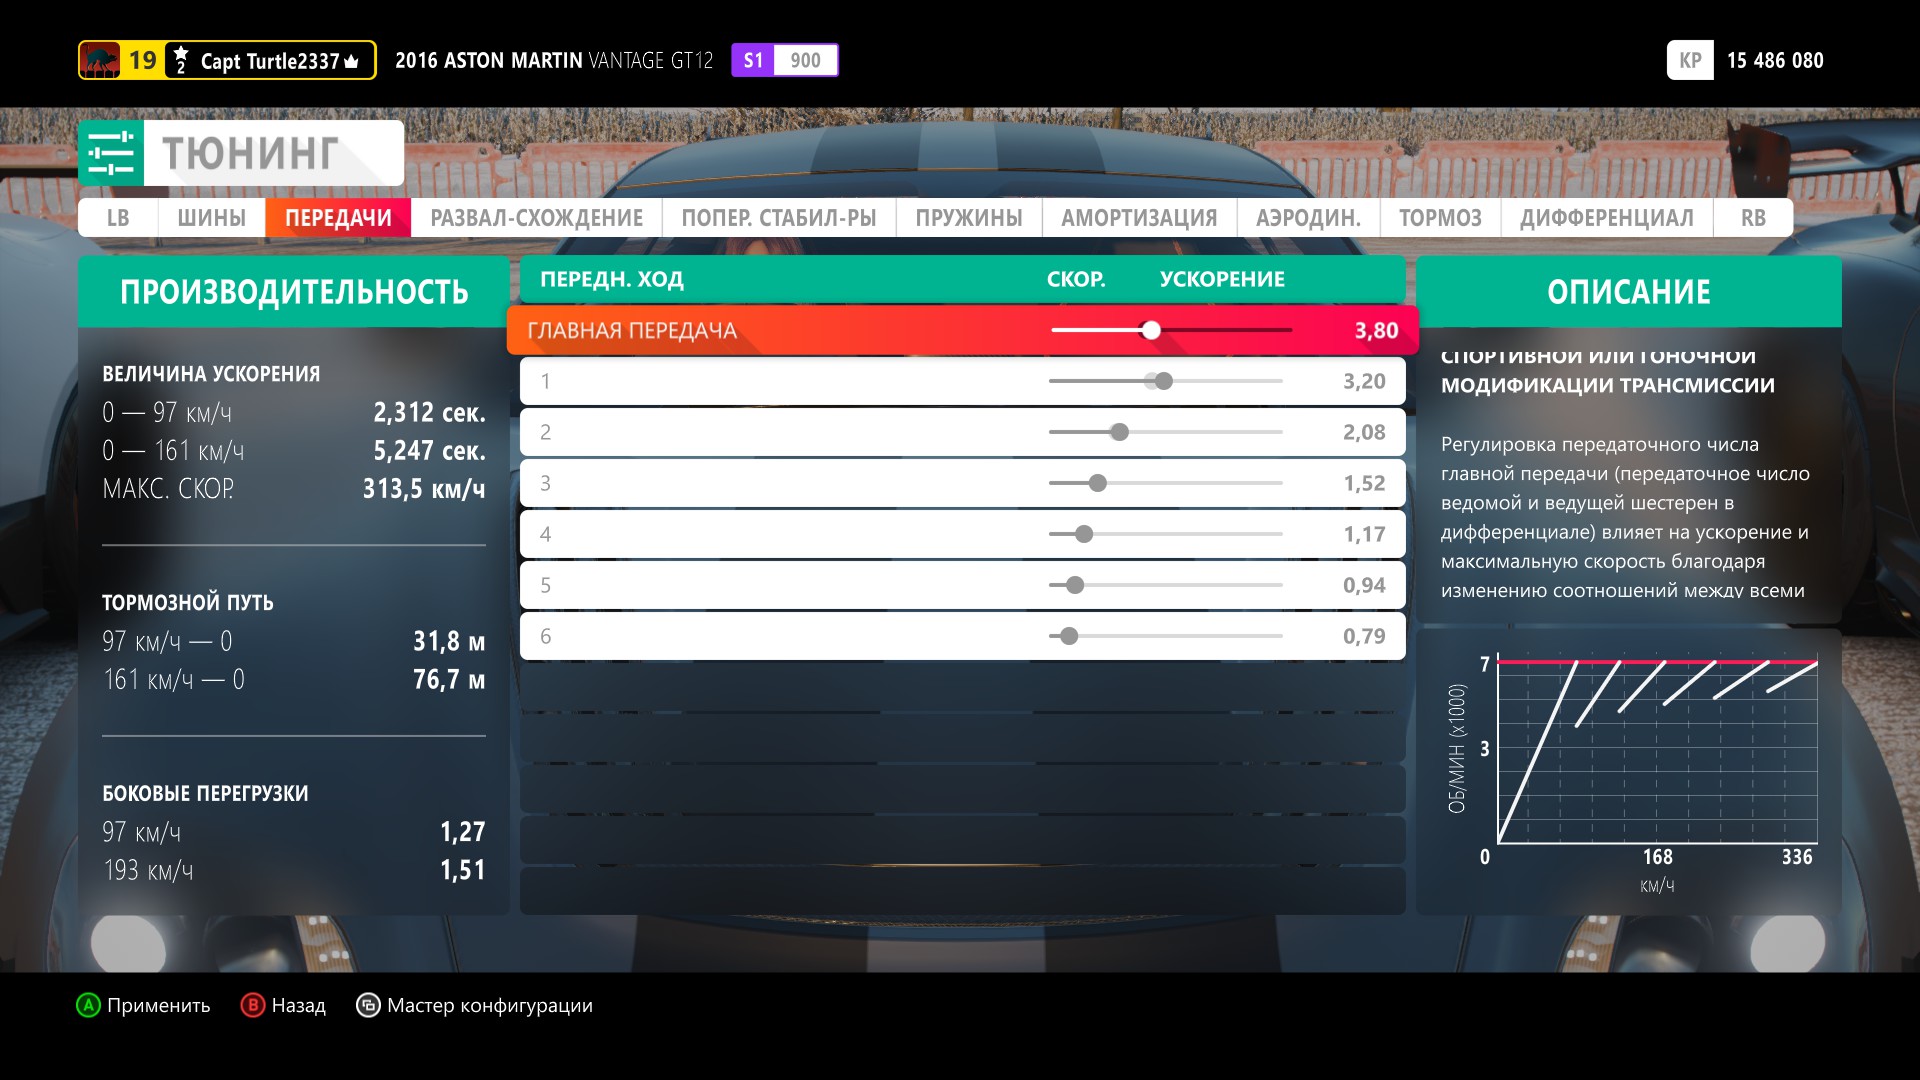 19 2 Capt Turtle2337 2016 ASTON MARTIN VANTAGE GT12 S1 900 КР 15 486 080
ТЮНИНГ
LB ШИНЫ ПЕРЕДАЧИ РАЗВАЛ-СХОЖДЕНИЕ ПОПЕР. СТАБИЛ-РЫ ПРУЖИНЫ АМОРТИЗАЦИЯ АЭРОДИН. ТОРМОЗ ДИФФЕРЕНЦИАЛ RB
ПРОИЗВОДИТЕЛЬНОСТЬ
ВЕЛИЧИНА УСКОРЕНИЯ
0 — 97 км/ч 2,312 сек.
0 — 161 км/ч 5,247 сек.
МАКС. СКОР. 313,5 км/ч
ТОРМОЗНОЙ ПУТЬ
97 км/ч — 0 31,8 м
161 км/ч — 0 76,7 м
БОКОВЫЕ ПЕРЕГРУЗКИ
97 км/ч 1,27
193 км/ч 1,51
ПЕРЕДН. ХОД СКОР. УСКОРЕНИЕ
ГЛАВНАЯ ПЕРЕДАЧА 3,80
1 3,20
2 2,08
3 1,52
4 1,17
5 0,94
6 0,79
ОПИСАНИЕ
СПОРТИВНОЙ ИЛИ ГОНОЧНОЙ
МОДИФИКАЦИИ ТРАНСМИССИИ
Регулировка передаточного числа
главной передачи (передаточное число
ведомой и ведущей шестерен в
дифференциале) влияет на ускорение и
максимальную скорость благодаря
изменению соотношений между всеми
ОБ/МИН (x1000)
7
3
0 168 336
км/ч
A Применить B Назад Мастер конфигурации